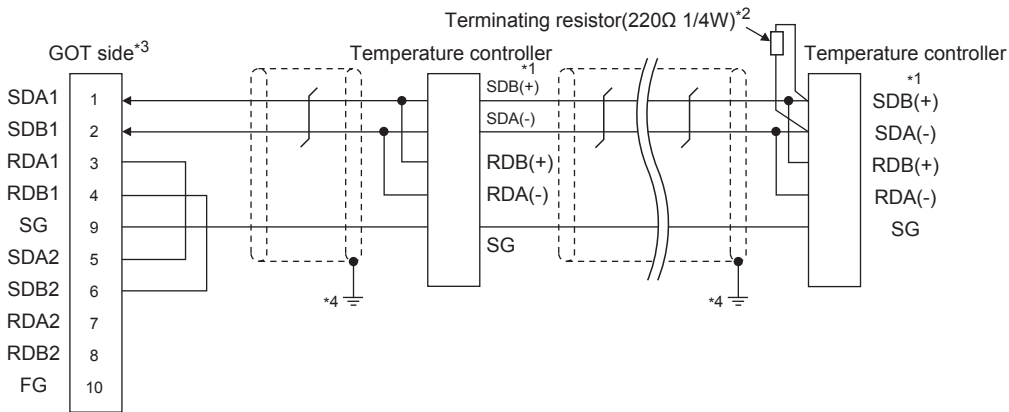 Terminating resistor(220Ω 1/4W)*2
GOT side*3
Temperature controller
Temperature controller
*1
*1
SDA1 1 SDB(+) SDB(+)
SDB1 2 SDA(-) SDA(-)
RDA1 3 RDB(+) RDB(+)
RDB1 4 RDA(-) RDA(-)
SG 9 SG SG
SDA2 5
SDB2 6
*4 *4
RDA2 7
RDB2 8
FG 10